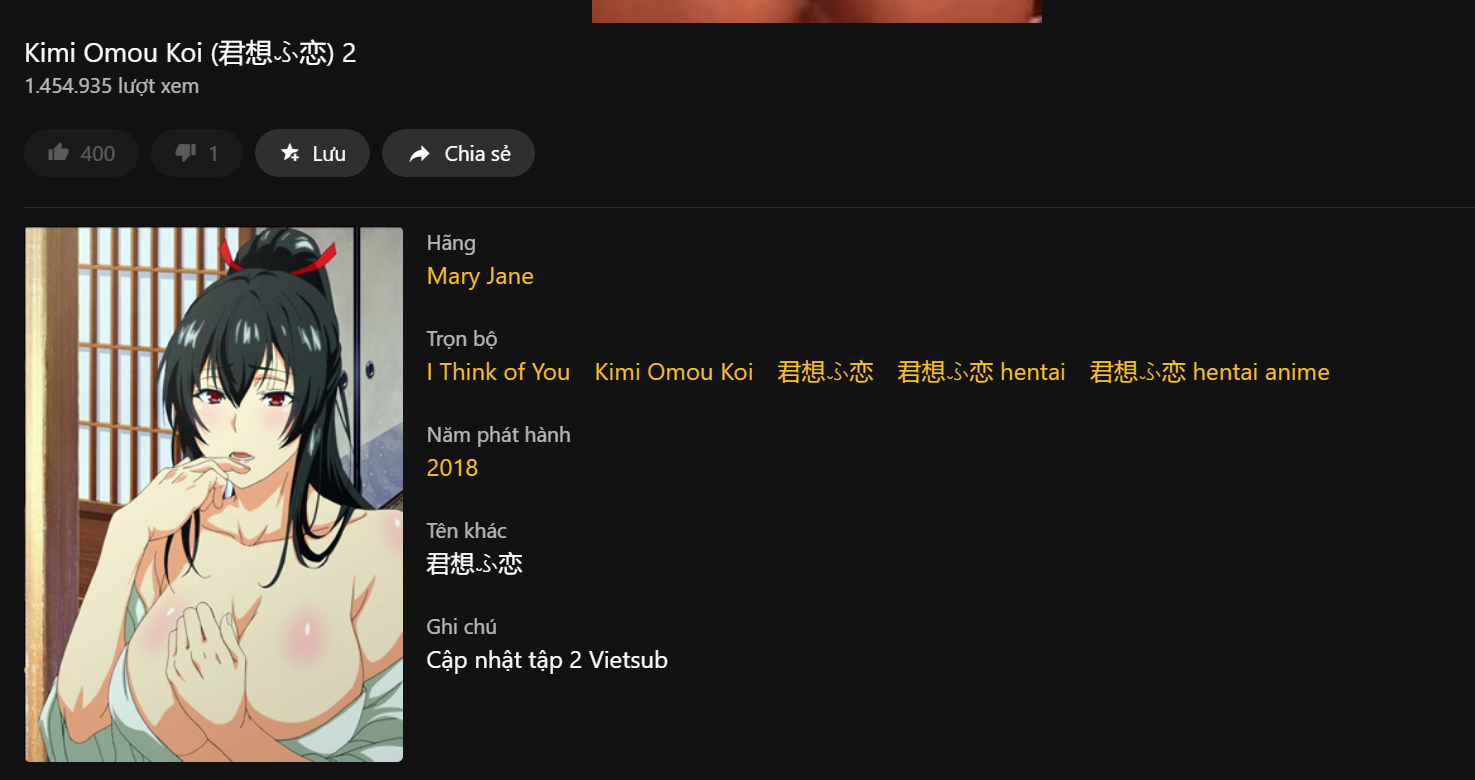 Kimi Omou Koi (君想ふ恋) 2
1.454.935 lượt xem
400 1 Lưu Chia sẻ
Hãng
Mary Jane
Trọn bộ
I Think of You Kimi Omou Koi 君想ふ恋 君想ふ恋 hentai 君想ふ恋 hentai anime
Năm phát hành
2018
Tên khác
君想ふ恋
Ghi chú
Cập nhật tập 2 Vietsub